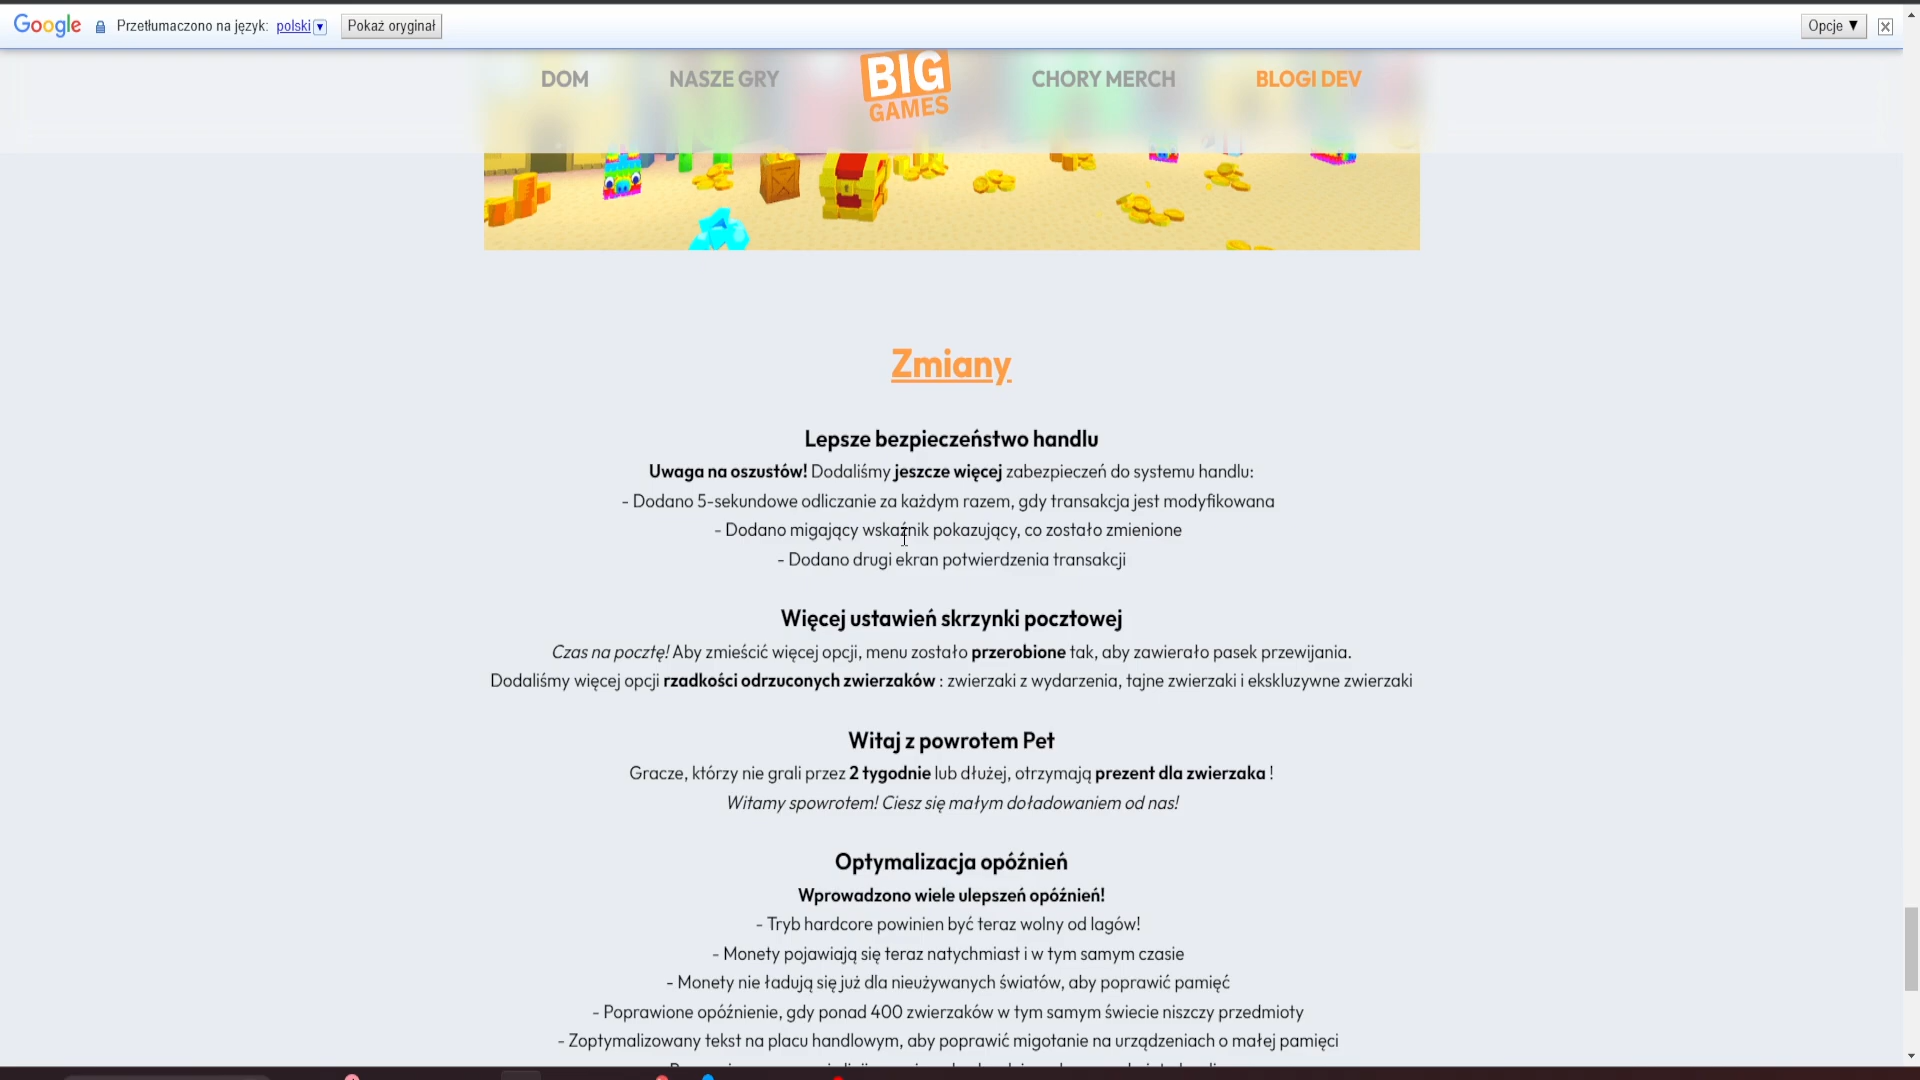 Google Przetłumaczono na język: polski ▼ Pokaż oryginał Opcje ▼
DOM NASZE GRY BIG GAMES CHORY MERCH BLOGI DEV
Zmiany
Lepsze bezpieczeństwo handlu
Uwaga na oszustów! Dodaliśmy jeszcze więcej zabezpieczeń do systemu handlu:
- Dodano 5-sekundowe odliczanie za każdym razem, gdy transakcja jest modyfikowana
- Dodano migający wskaźnik pokazujący, co zostało zmienione
- Dodano drugi ekran potwierdzenia transakcji
Więcej ustawień skrzynki pocztowej
Czas na pocztę! Aby zmieścić więcej opcji, menu zostało przerobione tak, aby zawierało pasek przewijania.
Dodaliśmy więcej opcji rzadkości odrzuconych zwierzaków : zwierzaki z wydarzenia, tajne zwierzaki i ekskluzywne zwierzaki
Witaj z powrotem Pet
Gracze, którzy nie grali przez 2 tygodnie lub dłużej, otrzymają prezent dla zwierzaka !
Witamy spowrotem! Ciesz się małym doładowaniem od nas!
Optymalizacja opóźnień
Wprowadzono wiele ulepszeń opóźnień!
- Tryb hardcore powinien być teraz wolny od lagów!
- Monety pojawiają się teraz natychmiast i w tym samym czasie
- Monety nie ładują się już dla nieużywanych światów, aby poprawić pamięć
- Poprawione opóźnienie, gdy ponad 400 zwierzaków w tym samym świecie niszczy przedmioty
- Zoptymalizowany tekst na placu handlowym, aby poprawić migotanie na urządzeniach o małej pamięci